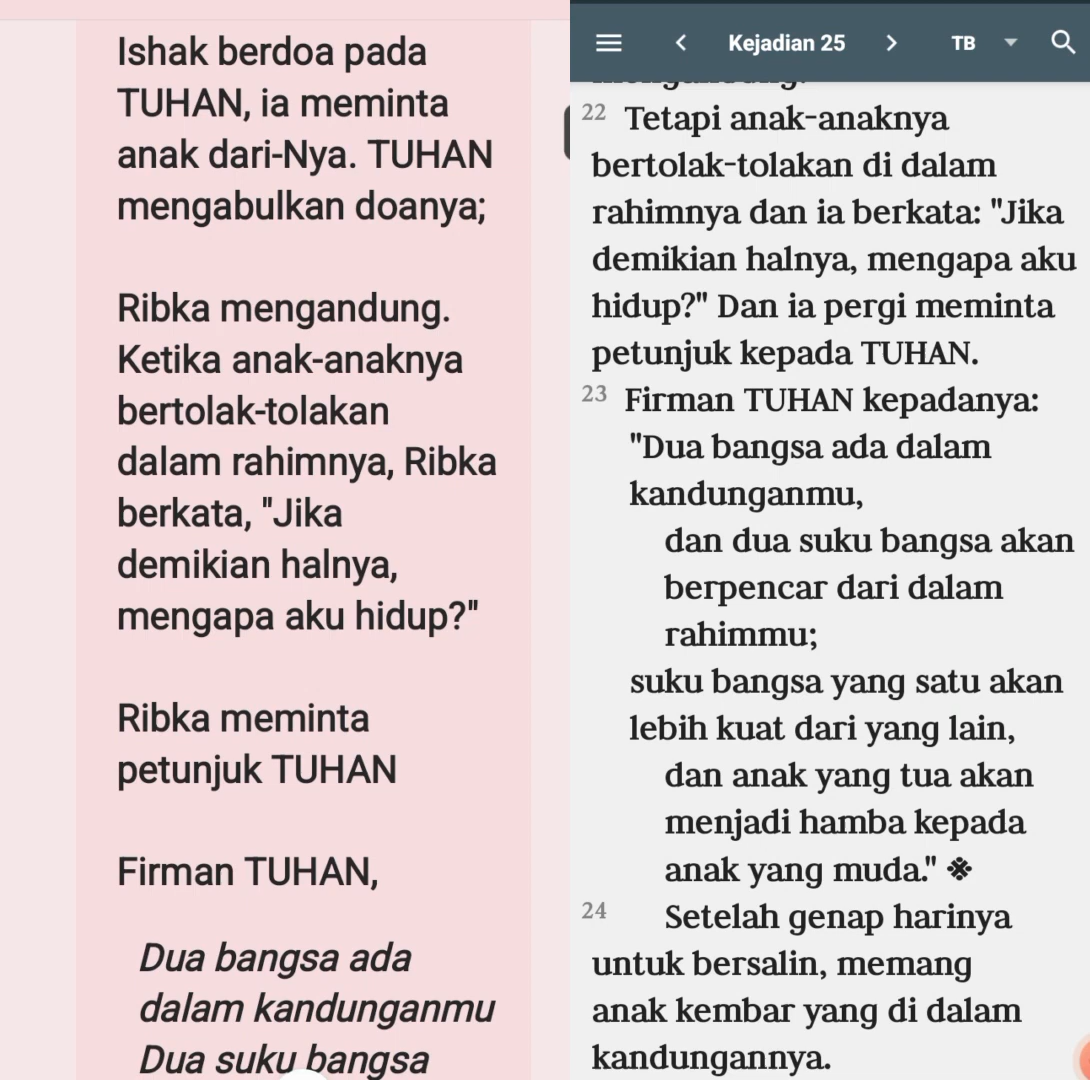 Ishak berdoa pada
TUHAN, ia meminta
anak dari-Nya. TUHAN
mengabulkan doanya;
Ribka mengandung.
Ketika anak-anaknya
bertolak-tolakan
dalam rahimnya, Ribka
berkata, "Jika
demikian halnya,
mengapa aku hidup?"
Ribka meminta
petunjuk TUHAN
Firman TUHAN,
Dua bangsa ada
dalam kandunganmu
Dua suku bangsa
Kejadian 25 TB
22 Tetapi anak-anaknya
bertolak-tolakan di dalam
rahimnya dan ia berkata: "Jika
demikian halnya, mengapa aku
hidup?" Dan ia pergi meminta
petunjuk kepada TUHAN.
23 Firman TUHAN kepadanya:
"Dua bangsa ada dalam
kandunganmu,
dan dua suku bangsa akan
berpencar dari dalam
rahimmu;
suku bangsa yang satu akan
lebih kuat dari yang lain,
dan anak yang tua akan
menjadi hamba kepada
anak yang muda." ※
24 Setelah genap harinya
untuk bersalin, memang
anak kembar yang di dalam
kandungannya.